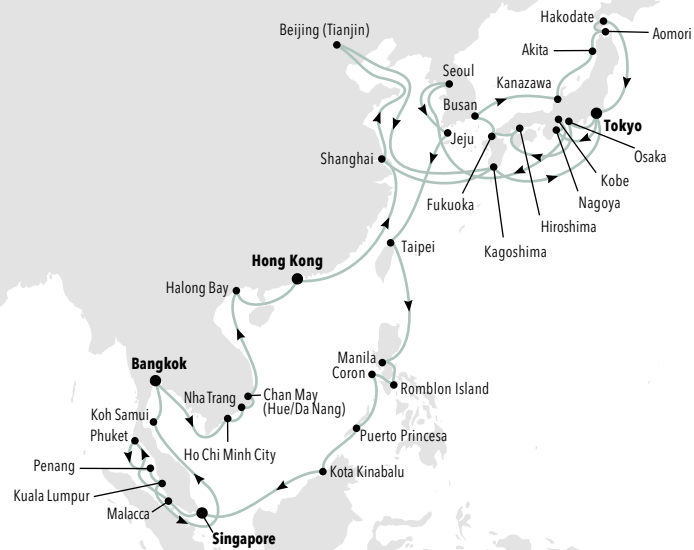 Hakodate
Beijing (Tianjin)
Aomori
Akita
Seoul
Kanazawa
Busan
Tokyo
Jeju
Osaka
Shanghai
Kobe
Fukuoka
Nagoya
Hiroshima
Kagoshima
Taipei
Hong Kong
Halong Bay
Manila
Bangkok
Coron
Romblon Island
Nha Trang
Chan May
(Hue/Da Nang)
Koh Samui
Phuket
Puerto Princesa
Ho Chi Minh City
Penang
Kota Kinabalu
Kuala Lumpur
Malacca
Singapore